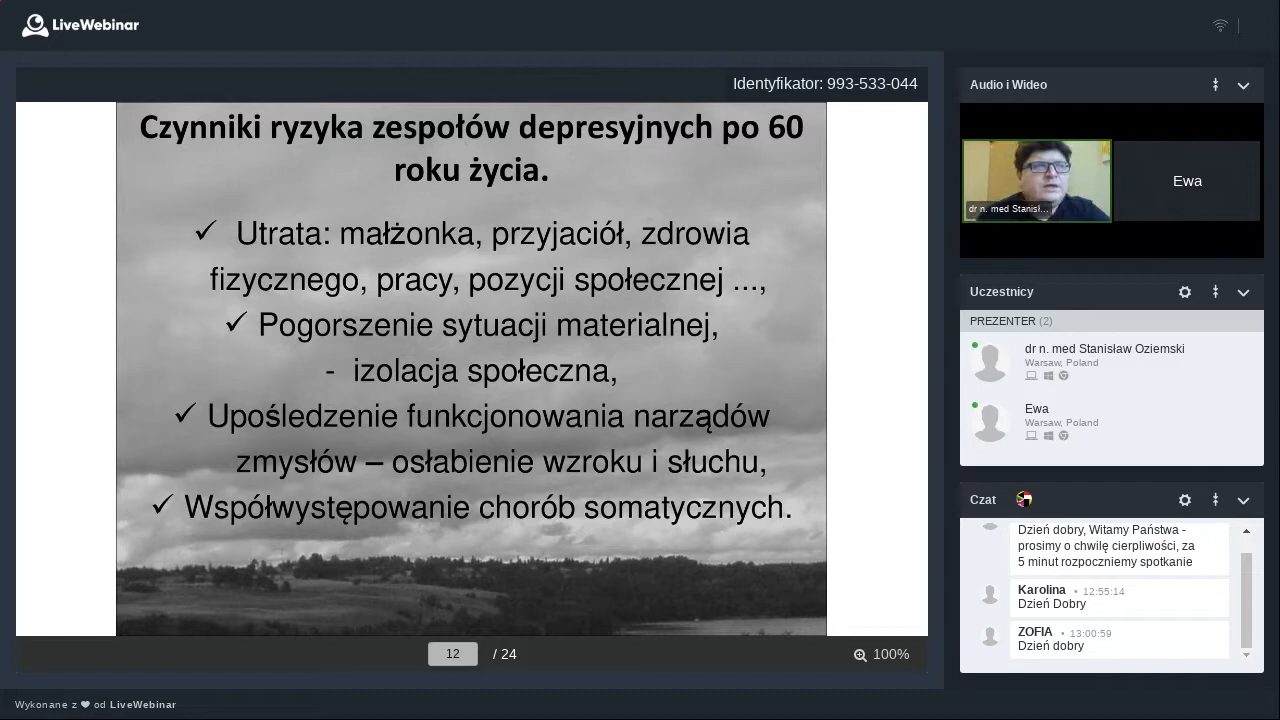 LiveWebinar
Identyfikator: 993-533-044
Czynniki ryzyka zespołów depresyjnych po 60
roku życia.
✓ Utrata: małżonka, przyjaciół, zdrowia
fizycznego, pracy, pozycji społecznej ...,
✓ Pogorszenie sytuacji materialnej,
- izolacja społeczna,
✓ Upośledzenie funkcjonowania narządów
zmysłów – osłabienie wzroku i słuchu,
✓ Współwystępowanie chorób somatycznych.
12 / 24
100%
Wykonane z ❤ od LiveWebinar
Audio i Wideo
dr n. med Stanisł...
Ewa
Uczestnicy
PREZENTER (2)
dr n. med Stanisław Oziemski
Warsaw, Poland
Ewa
Warsaw, Poland
Czat
Dzień dobry, Witamy Państwa -
prosimy o chwilę cierpliwości, za
5 minut rozpoczniemy spotkanie
Karolina • 12:55:14
Dzień Dobry
ZOFIA • 13:00:59
Dzień dobry